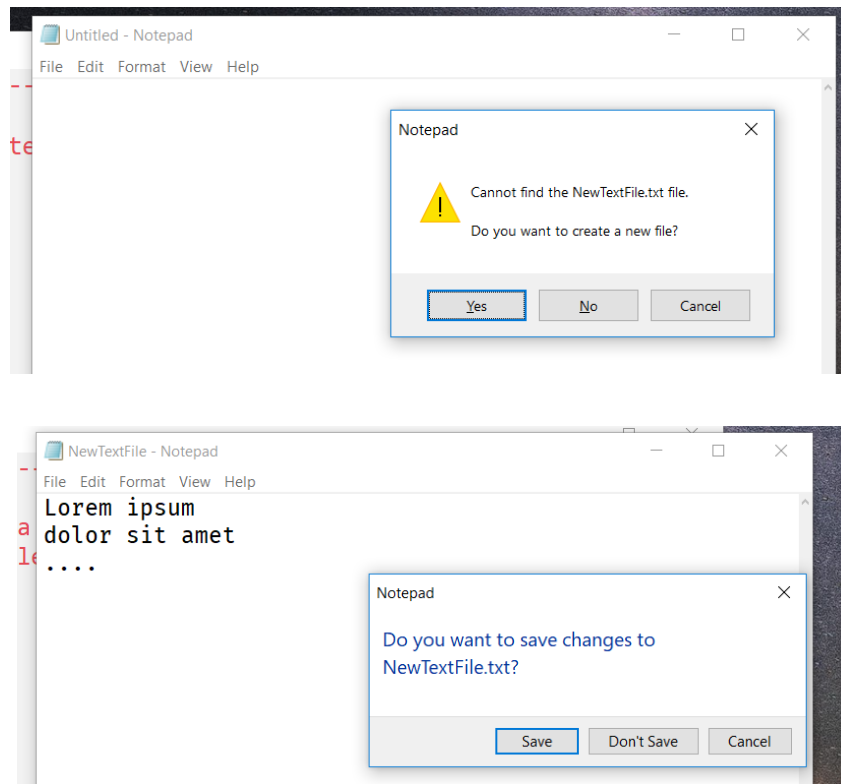 Untitled - Notepad
File Edit Format View Help
te
Notepad
Cannot find the NewTextFile.txt file.
Do you want to create a new file?
Yes No Cancel
NewTextFile - Notepad
File Edit Format View Help
Lorem ipsum
dolor sit amet
....
a
le
Notepad
Do you want to save changes to
NewTextFile.txt?
Save Don't Save Cancel